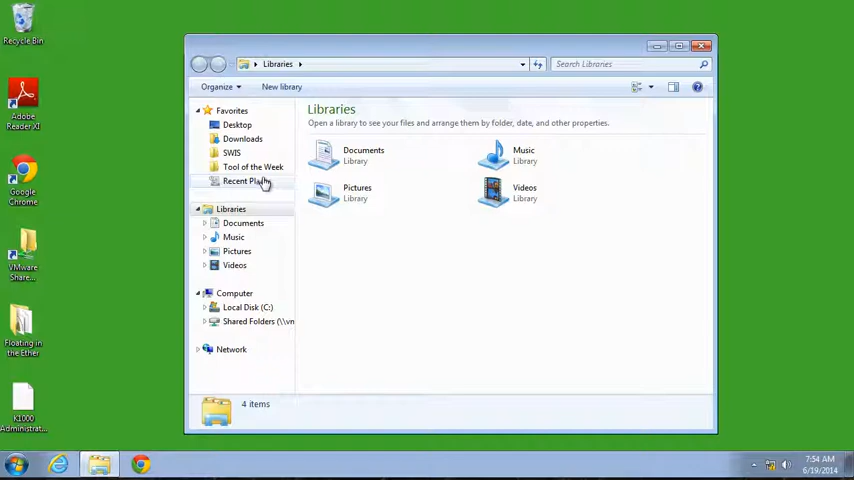 Recycle Bin
Adobe
Reader XI
Google
Chrome
VMware
Share...
Floating in
the Ether
K1000
Administrat...
Libraries
Search Libraries
Organize
New library
Favorites
Desktop
Downloads
SWIS
Tool of the Week
Recent
Libraries
Documents
Music
Pictures
Videos
Computer
Local Disk (C:)
Shared Folders (\\vn
Network
Libraries
Open a library to see your files and arrange them by folder, date, and other properties.
Documents
Library
Music
Library
Pictures
Library
Videos
Library
4 items
7:54 AM
6/19/2014